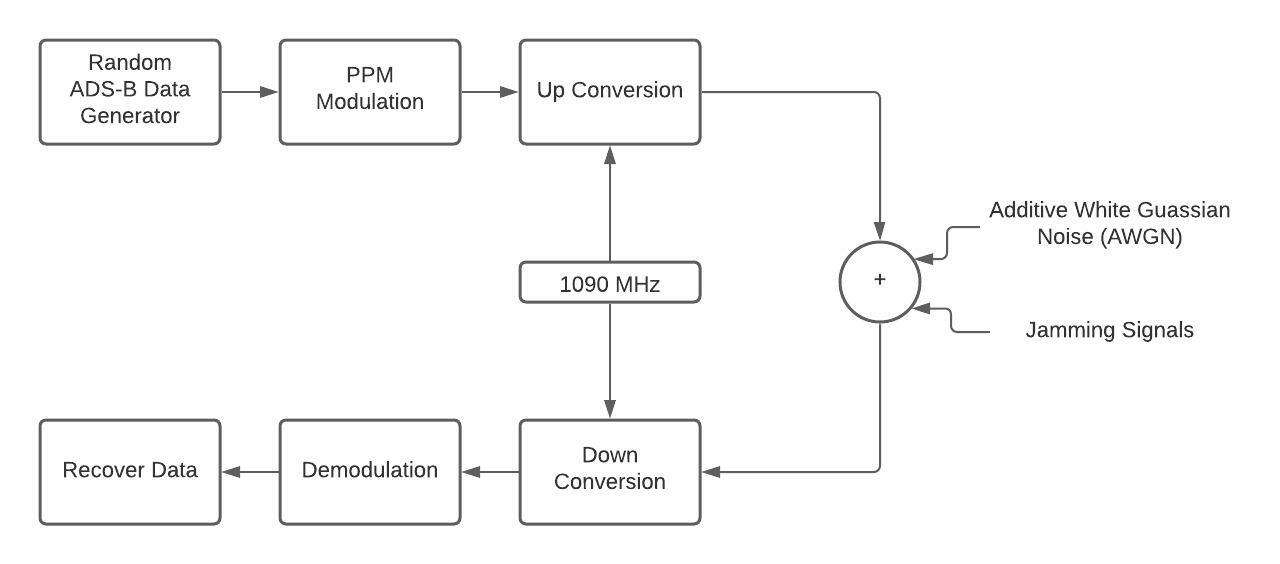 Random
ADS-B Data
Generator
PPM
Modulation
Up Conversion
Additive White Guassian
Noise (AWGN)
+
1090 MHz
Jamming Signals
Recover Data
Demodulation
Down
Conversion